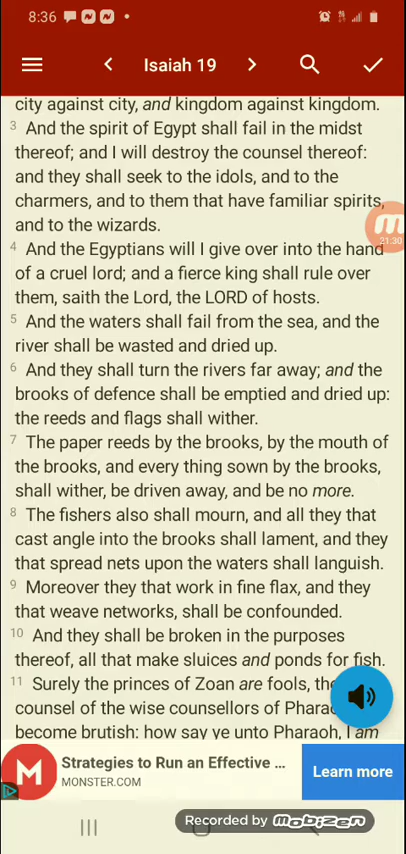 8:36
Isaiah 19
city against city, and kingdom against kingdom.
3 And the spirit of Egypt shall fail in the midst
thereof; and I will destroy the counsel thereof:
and they shall seek to the idols, and to the
charmers, and to them that have familiar spirits,
and to the wizards.
21:30
4 And the Egyptians will I give over into the hand
of a cruel lord; and a fierce king shall rule over
them, saith the Lord, the LORD of hosts.
5 And the waters shall fail from the sea, and the
river shall be wasted and dried up.
6 And they shall turn the rivers far away; and the
brooks of defence shall be emptied and dried up:
the reeds and flags shall wither.
7 The paper reeds by the brooks, by the mouth of
the brooks, and every thing sown by the brooks,
shall wither, be driven away, and be no more.
8 The fishers also shall mourn, and all they that
cast angle into the brooks shall lament, and they
that spread nets upon the waters shall languish.
9 Moreover they that work in fine flax, and they
that weave networks, shall be confounded.
10 And they shall be broken in the purposes
thereof, all that make sluices and ponds for fish.
11 Surely the princes of Zoan are fools, the
counsel of the wise counsellors of Pharao
become brutish: how say ye unto Pharaoh, I am
M
Strategies to Run an Effective ...
MONSTER.COM
Learn more
Recorded by mobizen